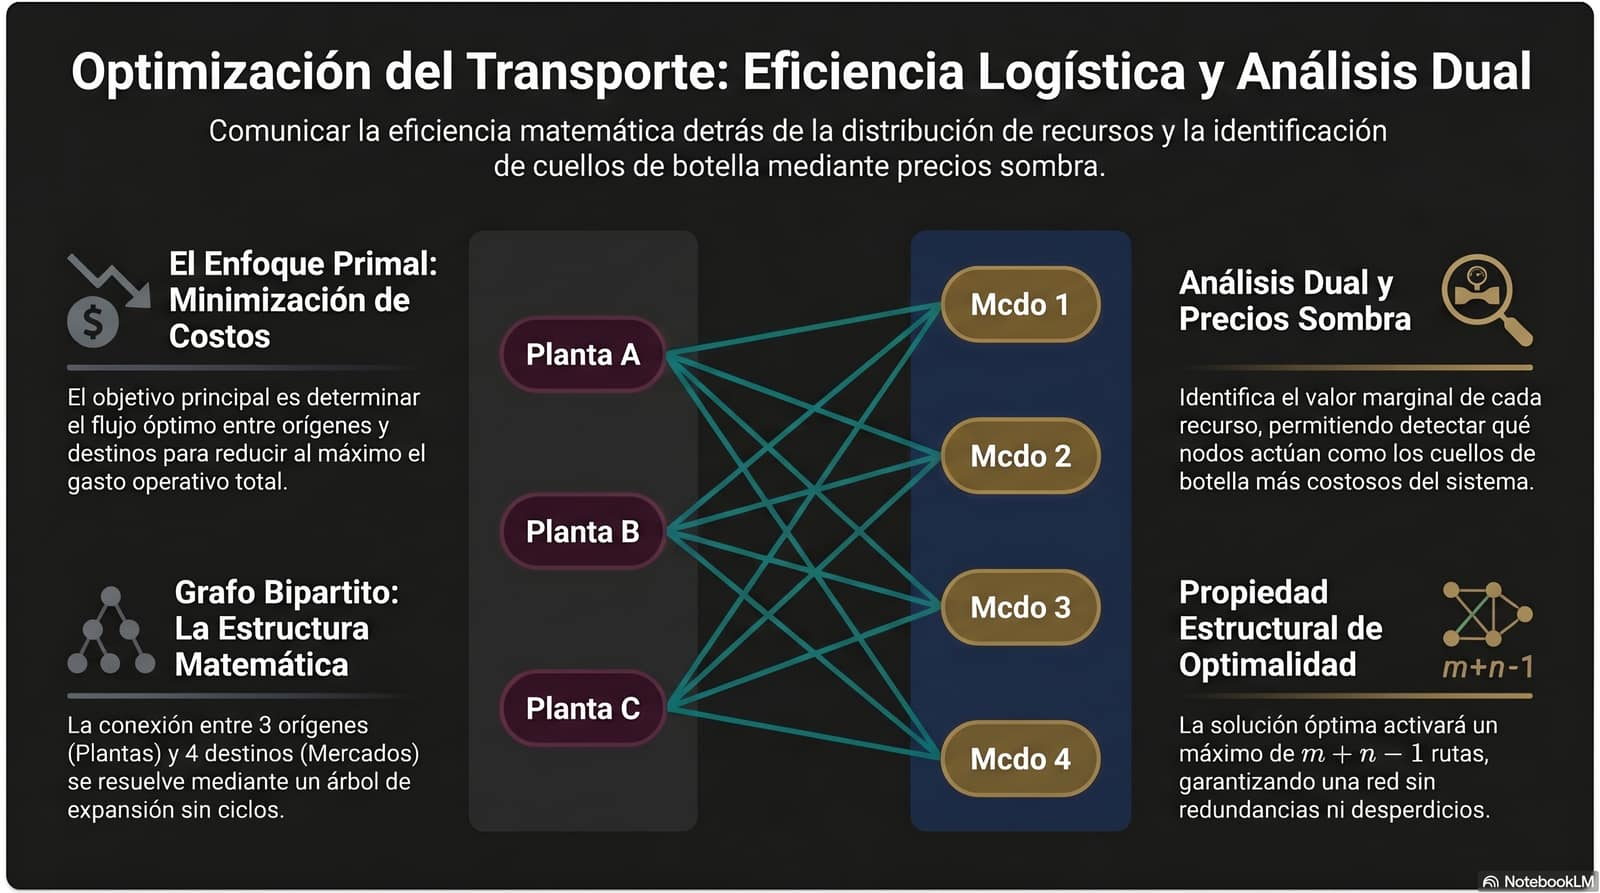 Optimización del Transporte: Eficiencia Logística y Análisis Dual
Comunicar la eficiencia matemática detrás de la distribución de recursos y la identificación
de cuellos de botella mediante precios sombra.
El Enfoque Primal:
Minimización de
Costos
$
El objetivo principal es determinar
el flujo óptimo entre orígenes y
destinos para reducir al máximo el
gasto operativo total.
Grafo Bipartito:
La Estructura
Matemática
La conexión entre 3 orígenes
(Plantas) y 4 destinos (Mercados)
se resuelve mediante un árbol de
expansión sin ciclos.
Planta A
Planta B
Planta C
Mcdo 1
Mcdo 2
Mcdo 3
Mcdo 4
Análisis Dual y
Precios Sombra
Identifica el valor marginal de cada
recurso, permitiendo detectar qué
nodos actúan como los cuellos de
botella más costosos del sistema.
Propiedad
Estructural de
Optimalidad
m+n-1
La solución óptima activará un
máximo de m + n − 1 rutas,
garantizando una red sin
redundancias ni desperdicios.
NotebookLM